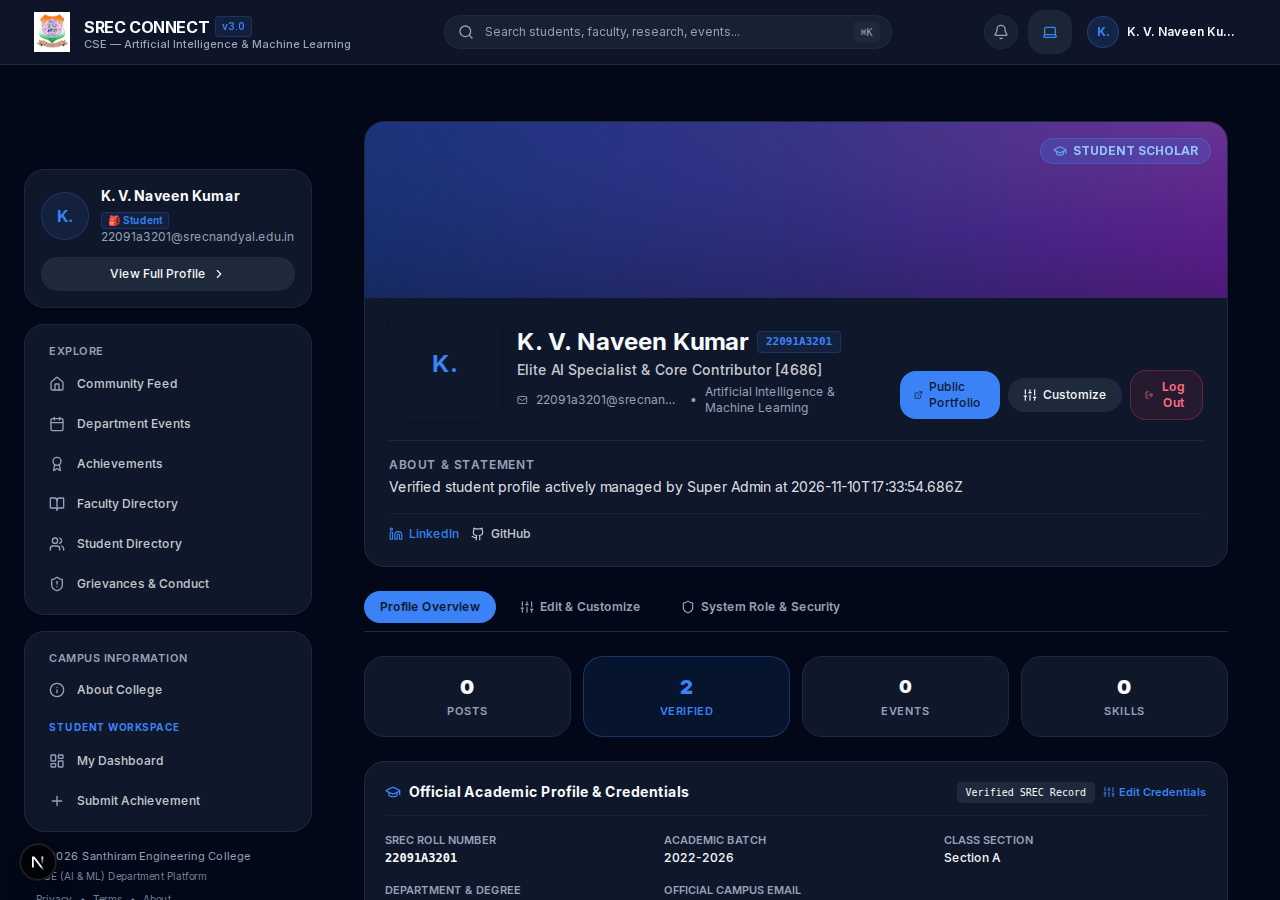 SREC CONNECT v3.0
CSE — Artificial Intelligence & Machine Learning
Search students, faculty, research, events... ⌘K
K. K. V. Naveen Ku...
K. K. V. Naveen Kumar
🎒 Student
22091a3201@srecnandyal.edu.in
View Full Profile
EXPLORE
Community Feed
Department Events
Achievements
Faculty Directory
Student Directory
Grievances & Conduct
CAMPUS INFORMATION
About College
STUDENT WORKSPACE
My Dashboard
Submit Achievement
026 Santhiram Engineering College
(AI & ML) Department Platform
Privacy • Terms • About
N
STUDENT SCHOLAR
K.
K. V. Naveen Kumar 22091A3201
Elite AI Specialist & Core Contributor [4686]
22091a3201@srecnan... • Artificial Intelligence &
Machine Learning
Public
Portfolio
Customize
Log
Out
ABOUT & STATEMENT
Verified student profile actively managed by Super Admin at 2026-11-10T17:33:54.686Z
LinkedIn GitHub
Profile Overview Edit & Customize System Role & Security
0 2 0 0
POSTS VERIFIED EVENTS SKILLS
Official Academic Profile & Credentials Verified SREC Record Edit Credentials
SREC ROLL NUMBER ACADEMIC BATCH CLASS SECTION
22091A3201 2022-2026 Section A
DEPARTMENT & DEGREE OFFICIAL CAMPUS EMAIL